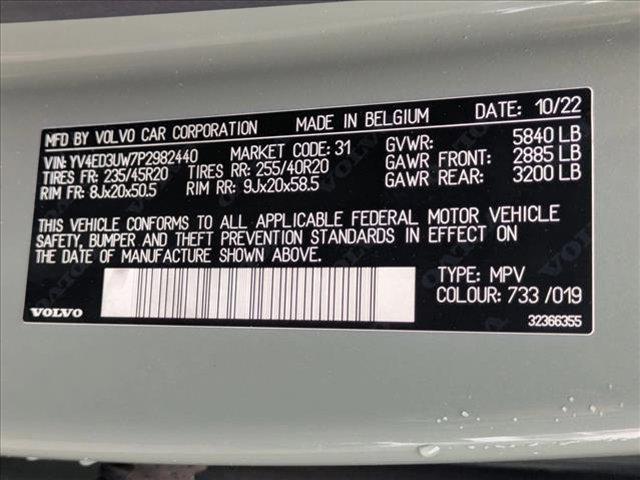 MFD BY VOLVO CAR CORPORATION MADE IN BELGIUM DATE: 10/22
VIN: YV4ED3UW7P2982440 MARKET CODE: 31 GVWR: 5840 LB
TIRES FR: 235/45R20 TIRES RR: 255/40R20 GAWR FRONT: 2885 LB
RIM FR: 8Jx20x50.5 RIM RR: 9Jx20x58.5 GAWR REAR: 3200 LB
THIS VEHICLE CONFORMS TO ALL APPLICABLE FEDERAL MOTOR VEHICLE
SAFETY, BUMPER AND THEFT PREVENTION STANDARDS IN EFFECT ON
THE DATE OF MANUFACTURE SHOWN ABOVE.
TYPE: MPV
COLOUR: 733 /019
VOLVO
32366355